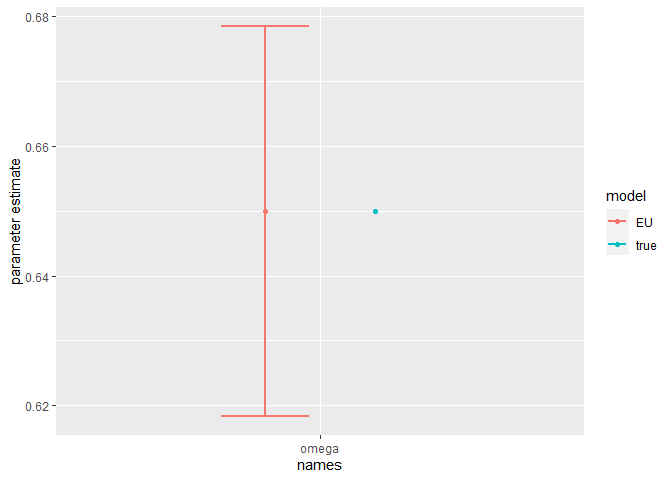 0.68
0.66
0.64
0.62
parameter estimate
omega
names
model
EU
true